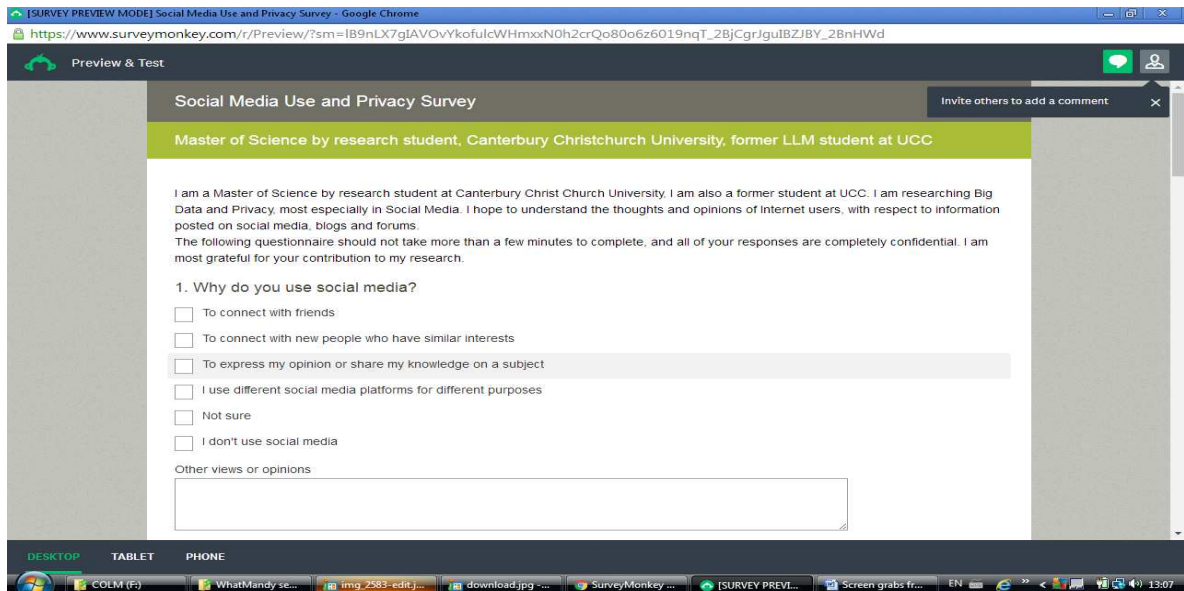 [SURVEY PREVIEW MODE] Social Media Use and Privacy Survey - Google Chrome
https://www.surveymonkey.com/r/Preview/?sm=IB9nLX7gIAVOvYkofulcWHmxxN0h2crQo80o6z6019nqT_2BjCgrJguIBZJBY_2BnHWd
Preview & Test
Social Media Use and Privacy Survey
Invite others to add a comment
Master of Science by research student, Canterbury Christchurch University, former LLM student at UCC
I am a Master of Science by research student at Canterbury Christ Church University, I am also a former student at UCC. I am researching Big
Data and Privacy, most especially in Social Media. I hope to understand the thoughts and opinions of Internet users, with respect to information
posted on social media, blogs and forums.
The following questionnaire should not take more than a few minutes to complete, and all of your responses are completely confidential. I am
most grateful for your contribution to my research.
1. Why do you use social media?
To connect with friends
To connect with new people who have similar interests
To express my opinion or share my knowledge on a subject
I use different social media platforms for different purposes
Not sure
I don't use social media
Other views or opinions
DESKTOP TABLET PHONE
COLM (F:) WhatMandy se... img_2583-edit.j... download.jpg -... SurveyMonkey ... [SURVEY PREVI... Screen grabs fr... EN 13:07